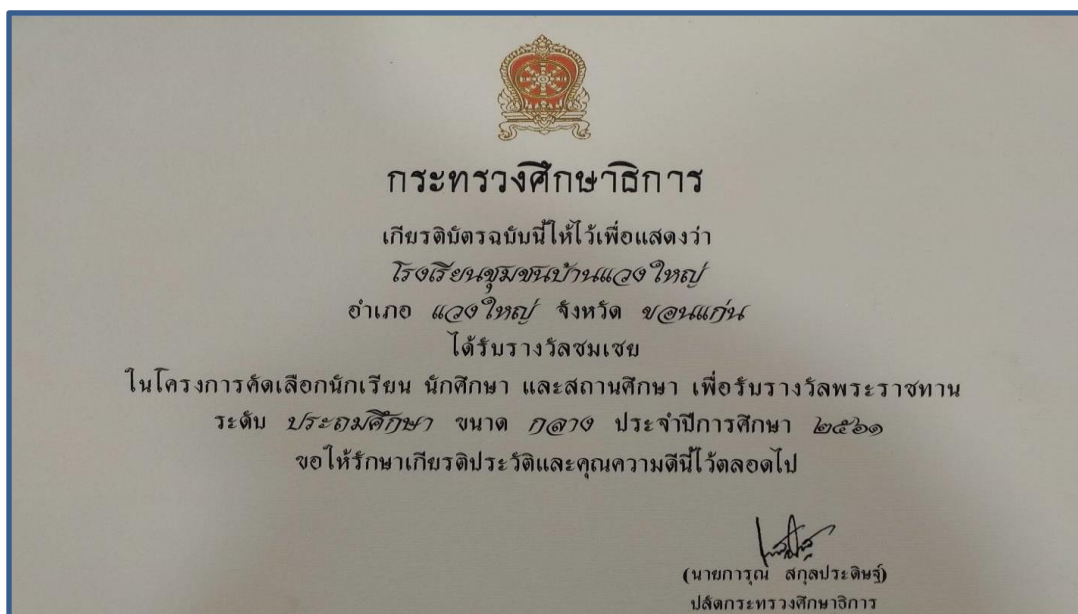 กระทรวงศึกษาธิการ
เกียรติบัตรฉบับนี้ให้ไว้เพื่อแสดงว่า
โรงเรียนชุมชนบ้านแวงใหญ่
อำเภอ แวงใหญ่ จังหวัด ขอนแก่น
ได้รับรางวัลชมเชย
ในโครงการคัดเลือกนักเรียน นักศึกษา และสถานศึกษา เพื่อรับรางวัลพระราชทาน
ระดับ ประถมศึกษา ขนาด กลาง ประจำปีการศึกษา ๒๕๖๑
ขอให้รักษาเกียรติประวัติและคุณความดีนี้ไว้ตลอดไป
(นายการุณ สกุลประดิษฐ์)
ปลัดกระทรวงศึกษาธิการ